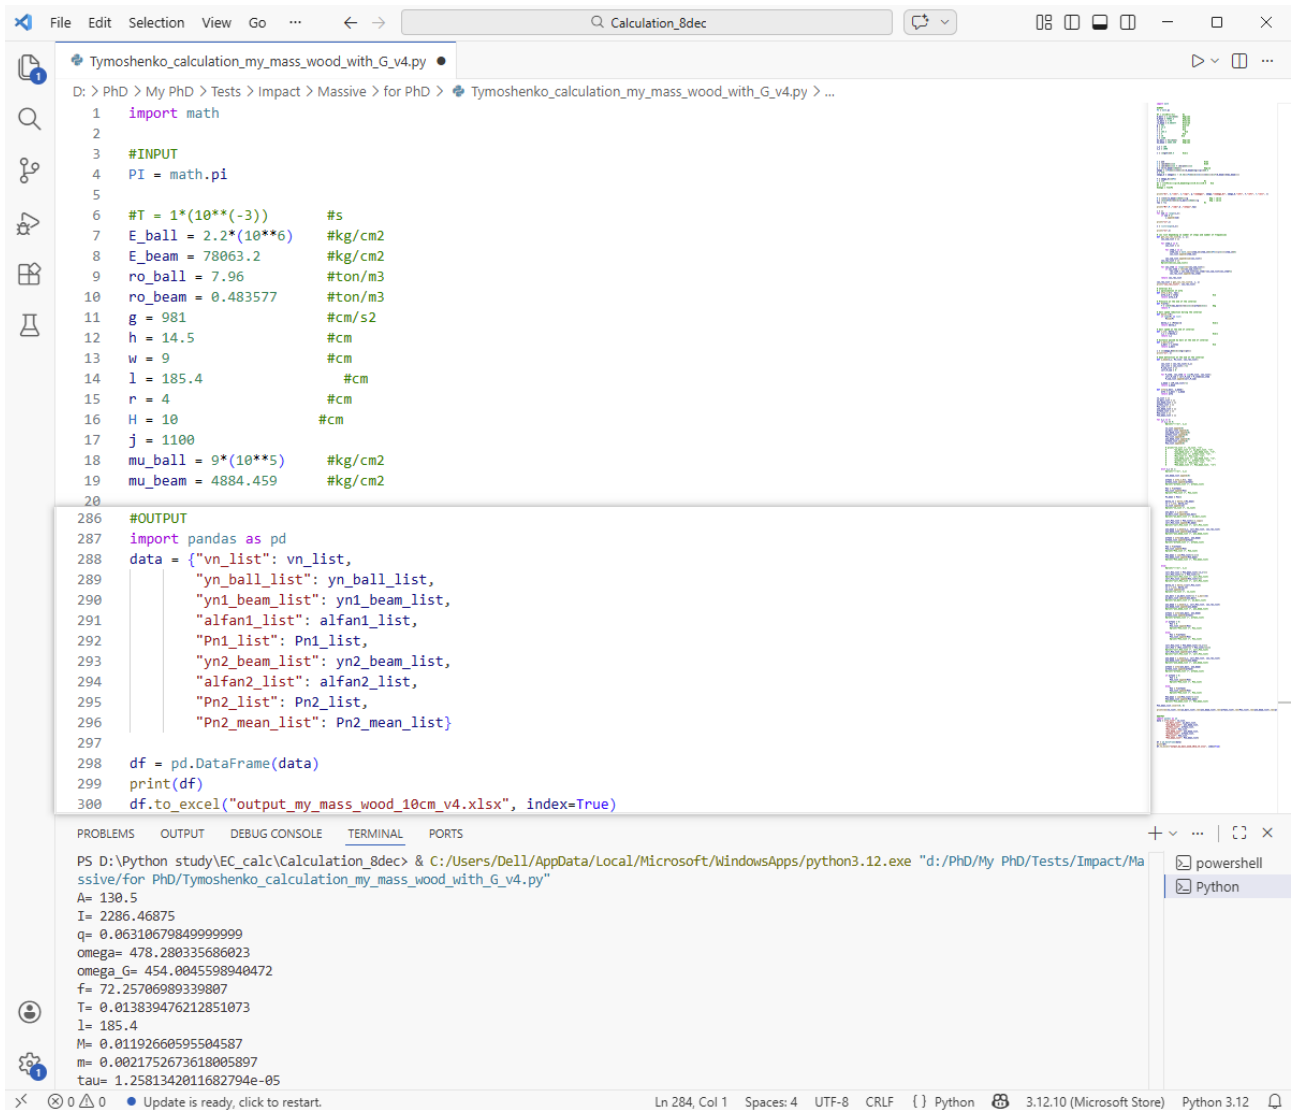 File Edit Selection View Go ··· Calculation_8dec
Tymoshenko_calculation_my_mass_wood_with_G_v4.py
D: > PhD > My PhD > Tests > Impact > Massive > for PhD > Tymoshenko_calculation_my_mass_wood_with_G_v4.py > ...
1 import math
2
3 #INPUT
4 PI = math.pi
5
6 #T = 1*(10**(-3)) #s
7 E_ball = 2.2*(10**6) #kg/cm2
8 E_beam = 78063.2 #kg/cm2
9 ro_ball = 7.96 #ton/m3
10 ro_beam = 0.483577 #ton/m3
11 g = 981 #cm/s2
12 h = 14.5 #cm
13 w = 9 #cm
14 l = 185.4 #cm
15 r = 4 #cm
16 H = 10 #cm
17 j = 1100
18 mu_ball = 9*(10**5) #kg/cm2
19 mu_beam = 4884.459 #kg/cm2
20
286 #OUTPUT
287 import pandas as pd
288 data = {"vn_list": vn_list,
289 "yn_ball_list": yn_ball_list,
290 "yn1_beam_list": yn1_beam_list,
291 "alfan1_list": alfan1_list,
292 "Pn1_list": Pn1_list,
293 "yn2_beam_list": yn2_beam_list,
294 "alfan2_list": alfan2_list,
295 "Pn2_list": Pn2_list,
296 "Pn2_mean_list": Pn2_mean_list}
297
298 df = pd.DataFrame(data)
299 print(df)
300 df.to_excel("output_my_mass_wood_10cm_v4.xlsx", index=True)
PROBLEMS OUTPUT DEBUG CONSOLE TERMINAL PORTS
PS D:\Python study\EC_calc\Calculation_8dec> & C:/Users/Dell/AppData/Local/Microsoft/WindowsApps/python3.12.exe "d:/PhD/My PhD/Tests/Impact/Ma
ssive/for PhD/Tymoshenko_calculation_my_mass_wood_with_G_v4.py"
powershell
Python
A= 130.5
I= 2286.46875
q= 0.06310679849999999
omega= 478.280335686023
omega_G= 454.0045598940472
f= 72.25706989339807
T= 0.013839476212851073
l= 185.4
M= 0.01192660595504587
m= 0.0021752673618005897
tau= 1.2581342011682794e-05
1
1
0 0 Update is ready, click to restart. Ln 284, Col 1 Spaces: 4 UTF-8 CRLF { } Python 3.12.10 (Microsoft Store) Python 3.12